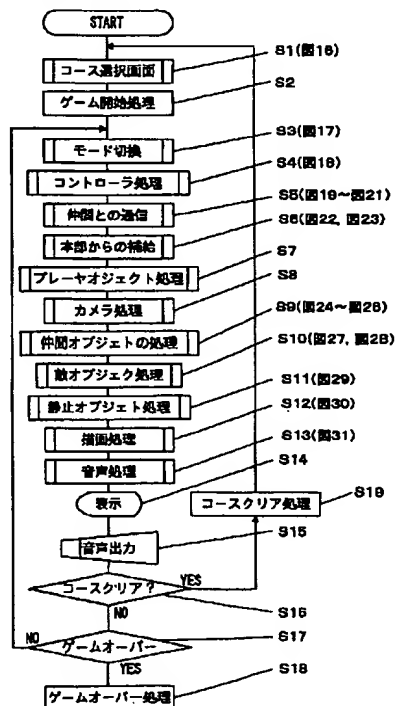 START
コース選択画面
S1(図16)
ゲーム開始処理
S2
モード切換
S3(図17)
コントローラ処理
S4(図18)
仲間との通信
S5(図19〜図21)
本部からの補給
S6(図22, 図23)
プレーヤオジェクト処理
S7
カメラ処理
S8
仲間オブジェトの処理
S9(図24〜図26)
敵オブジェク処理
S10(図27, 図28)
静止オブジェト処理
S11(図29)
描画処理
S12(図30)
音声処理
S13(図31)
表示
S14
コースクリア処理
S19
音声出力
S15
コースクリア?
YES
S16
NO
NO
ゲームオーバー
S17
YES
ゲームオーバー処理
S18